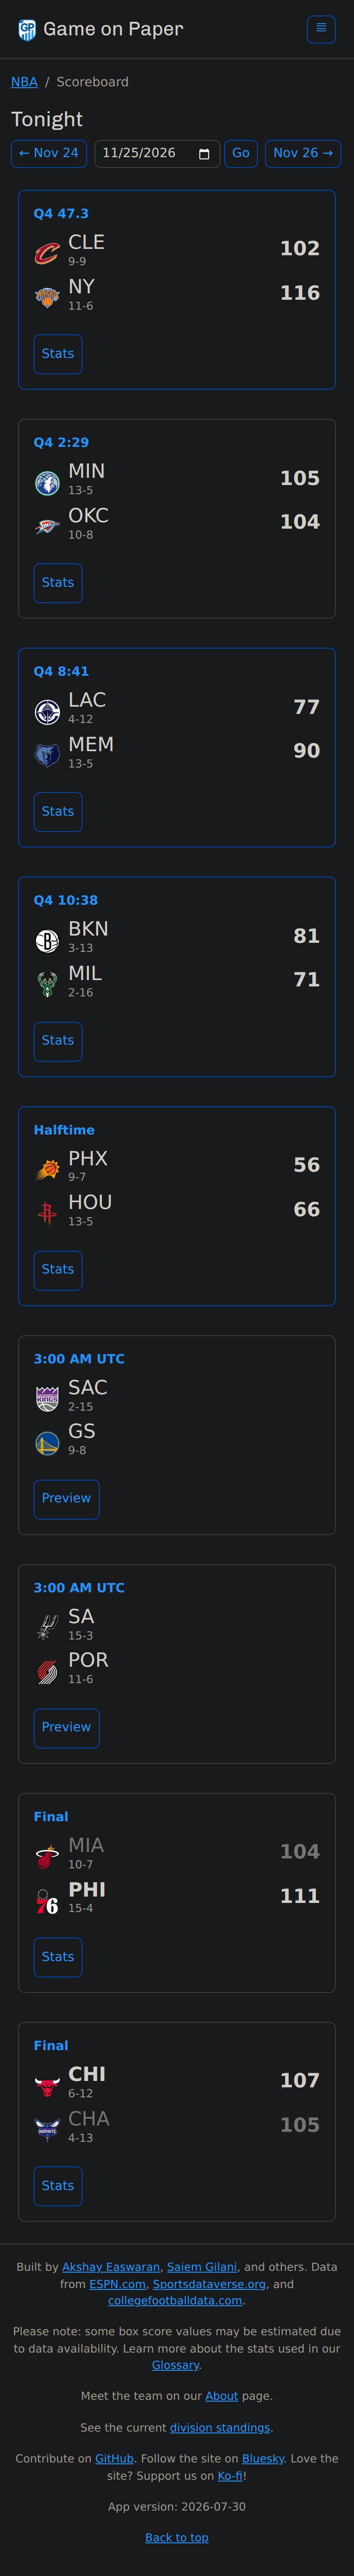 GP Game on Paper
NBA / Scoreboard
Tonight
← Nov 24 11/25/2026 Go Nov 26 →
Q4 47.3
CLE 102
9-9
NY 116
11-6
Stats
Q4 2:29
MIN 105
13-5
OKC 104
10-8
Stats
Q4 8:41
LAC 77
4-12
MEM 90
13-5
Stats
Q4 10:38
BKN 81
3-13
MIL 71
2-16
Stats
Halftime
PHX 56
9-7
HOU 66
13-5
Stats
3:00 AM UTC
SAC
2-15
GS
9-8
Preview
3:00 AM UTC
SA
15-3
POR
11-6
Preview
Final
MIA 104
10-7
PHI 111
15-4
Stats
Final
CHI 107
6-12
CHA 105
4-13
Stats
Built by Akshay Easwaran, Saiem Gilani, and others. Data
from ESPN.com, Sportsdataverse.org, and
collegefootballdata.com.
Please note: some box score values may be estimated due
to data availability. Learn more about the stats used in our
Glossary.
Meet the team on our About page.
See the current division standings.
Contribute on GitHub. Follow the site on Bluesky. Love the
site? Support us on Ko-fi!
App version: 2026-07-30
Back to top